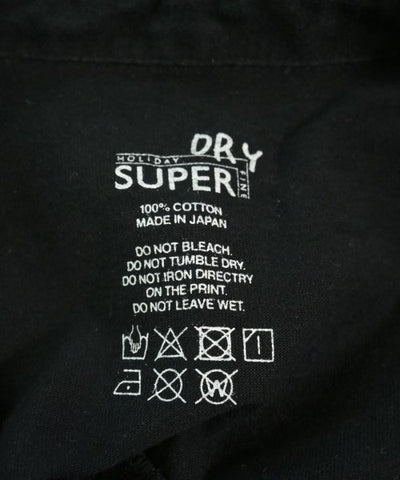 DRY
HOLIDAY
SUPER FINE
100% COTTON
MADE IN JAPAN
DO NOT BLEACH.
DO NOT TUMBLE DRY.
DO NOT IRON DIRECTRY
ON THE PRINT.
DO NOT LEAVE WET.
W